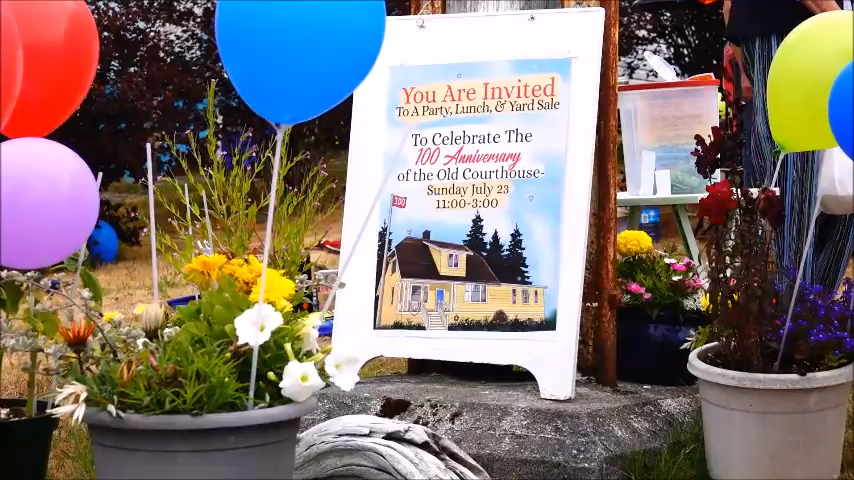 You Are Invited
To A Party, Lunch, & Yard Sale
To Celebrate The
100 Anniversary
of the Old Courthouse-
Sunday July 23
11:00-3:00
100